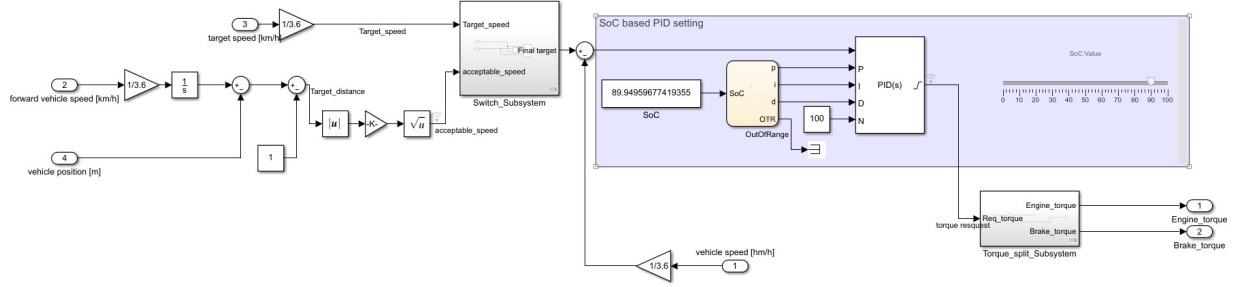 SoC based PID setting
3
target speed [km/h]
1/3.6
Target_speed
Target_speed
Final target
acceptable_speed
Switch_Subsystem
2
forward vehicle speed [km/h]
1/3.6
1
s
Target_distance
|u|
-K-
√u
acceptable_speed
4
vehicle position [m]
1
89.94959677419355
SoC
SoC
p
i
d
OTR
OutOfRange
100
P
I
D
N
PID(s)
SoC:Value
0 10 20 30 40 50 60 70 80 90 100
torque resquest
Req_torque
Engine_torque
Brake_torque
Torque_split_Subsystem
1
Engine_torque
2
Brake_torque
vehicle speed [hm/h]
1/3.6
1